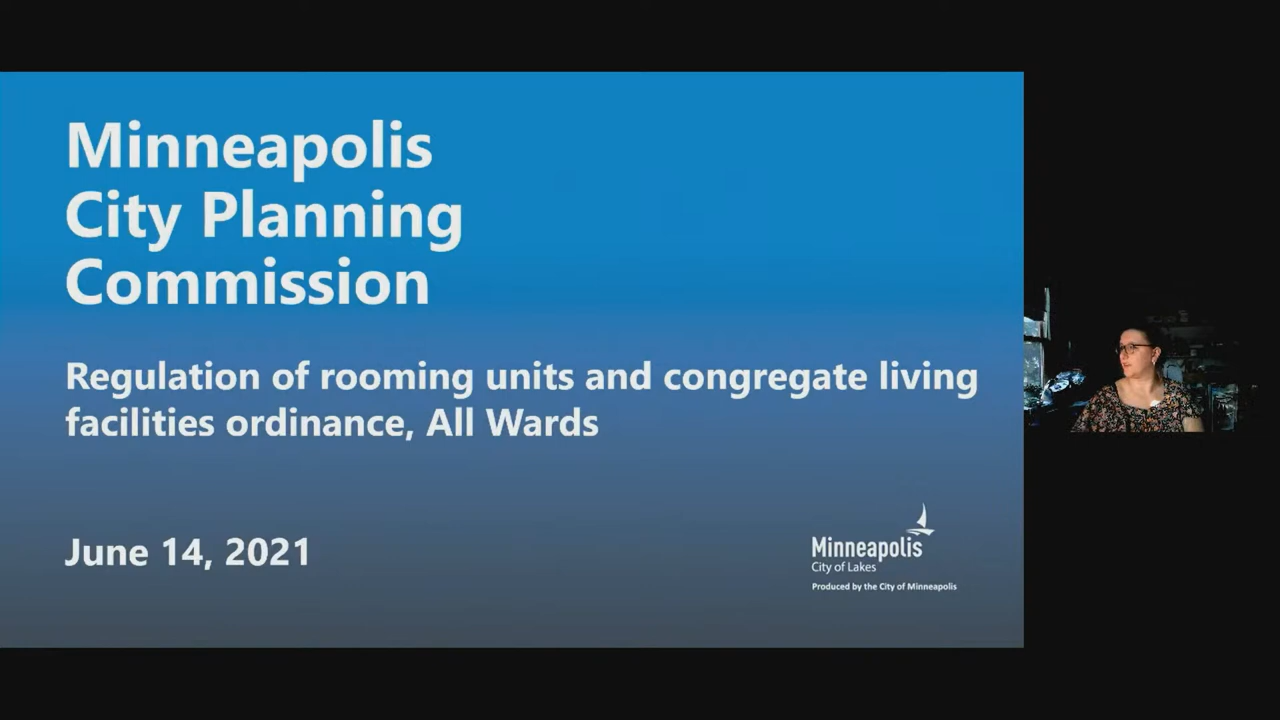 Minneapolis
City Planning
Commission
Regulation of rooming units and congregate living
facilities ordinance, All Wards
June 14, 2021
Minneapolis
City of Lakes
Produced by the City of Minneapolis